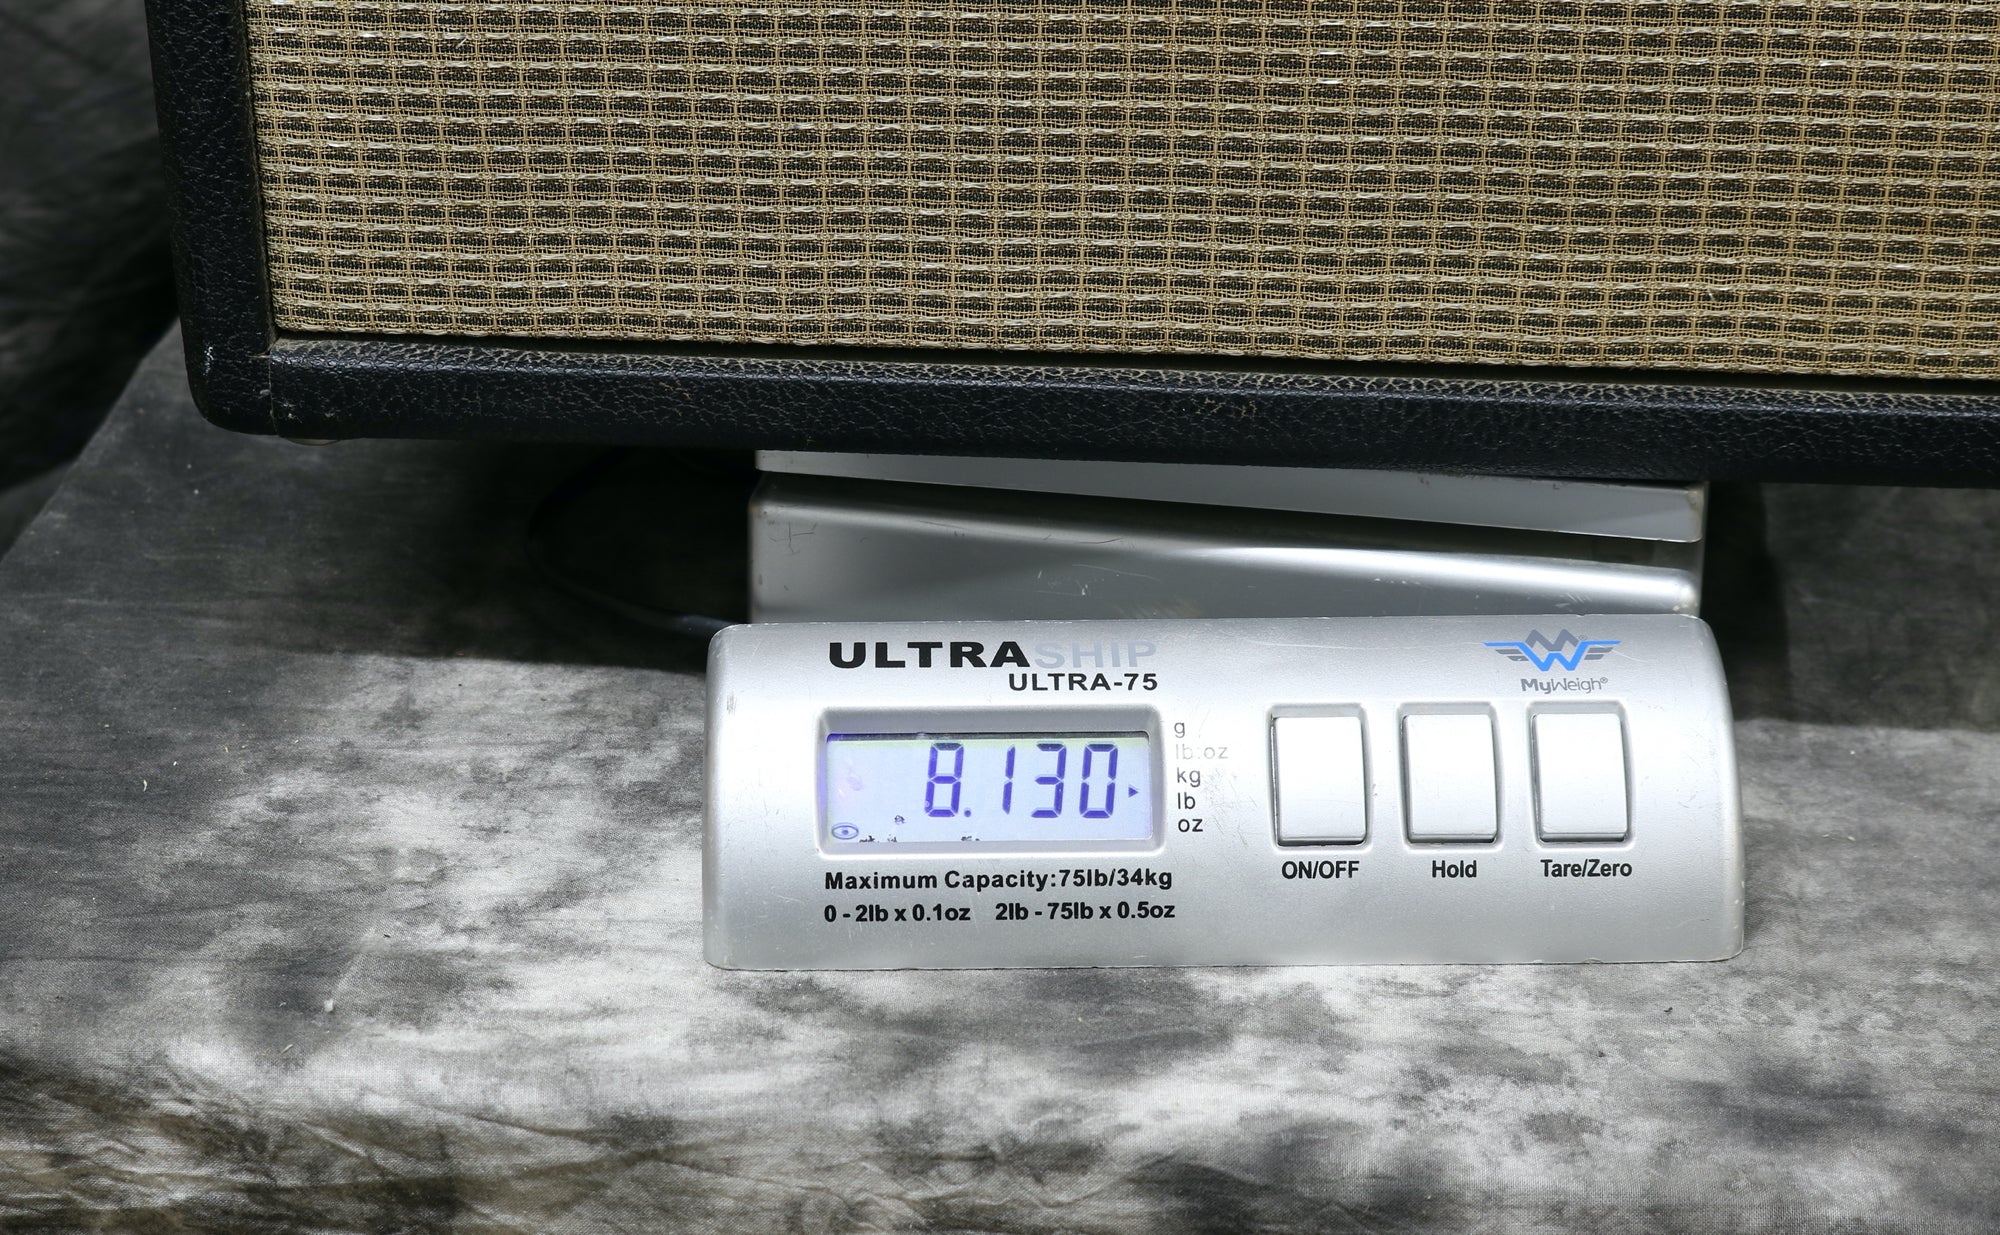 ULTRASHIP
ULTRA-75
MW
MyWeigh®
8.130
g
lb:oz
kg
lb
oz
Maximum Capacity:75lb/34kg
0 - 2lb x 0.1oz 2lb - 75lb x 0.5oz
ON/OFF
Hold
Tare/Zero